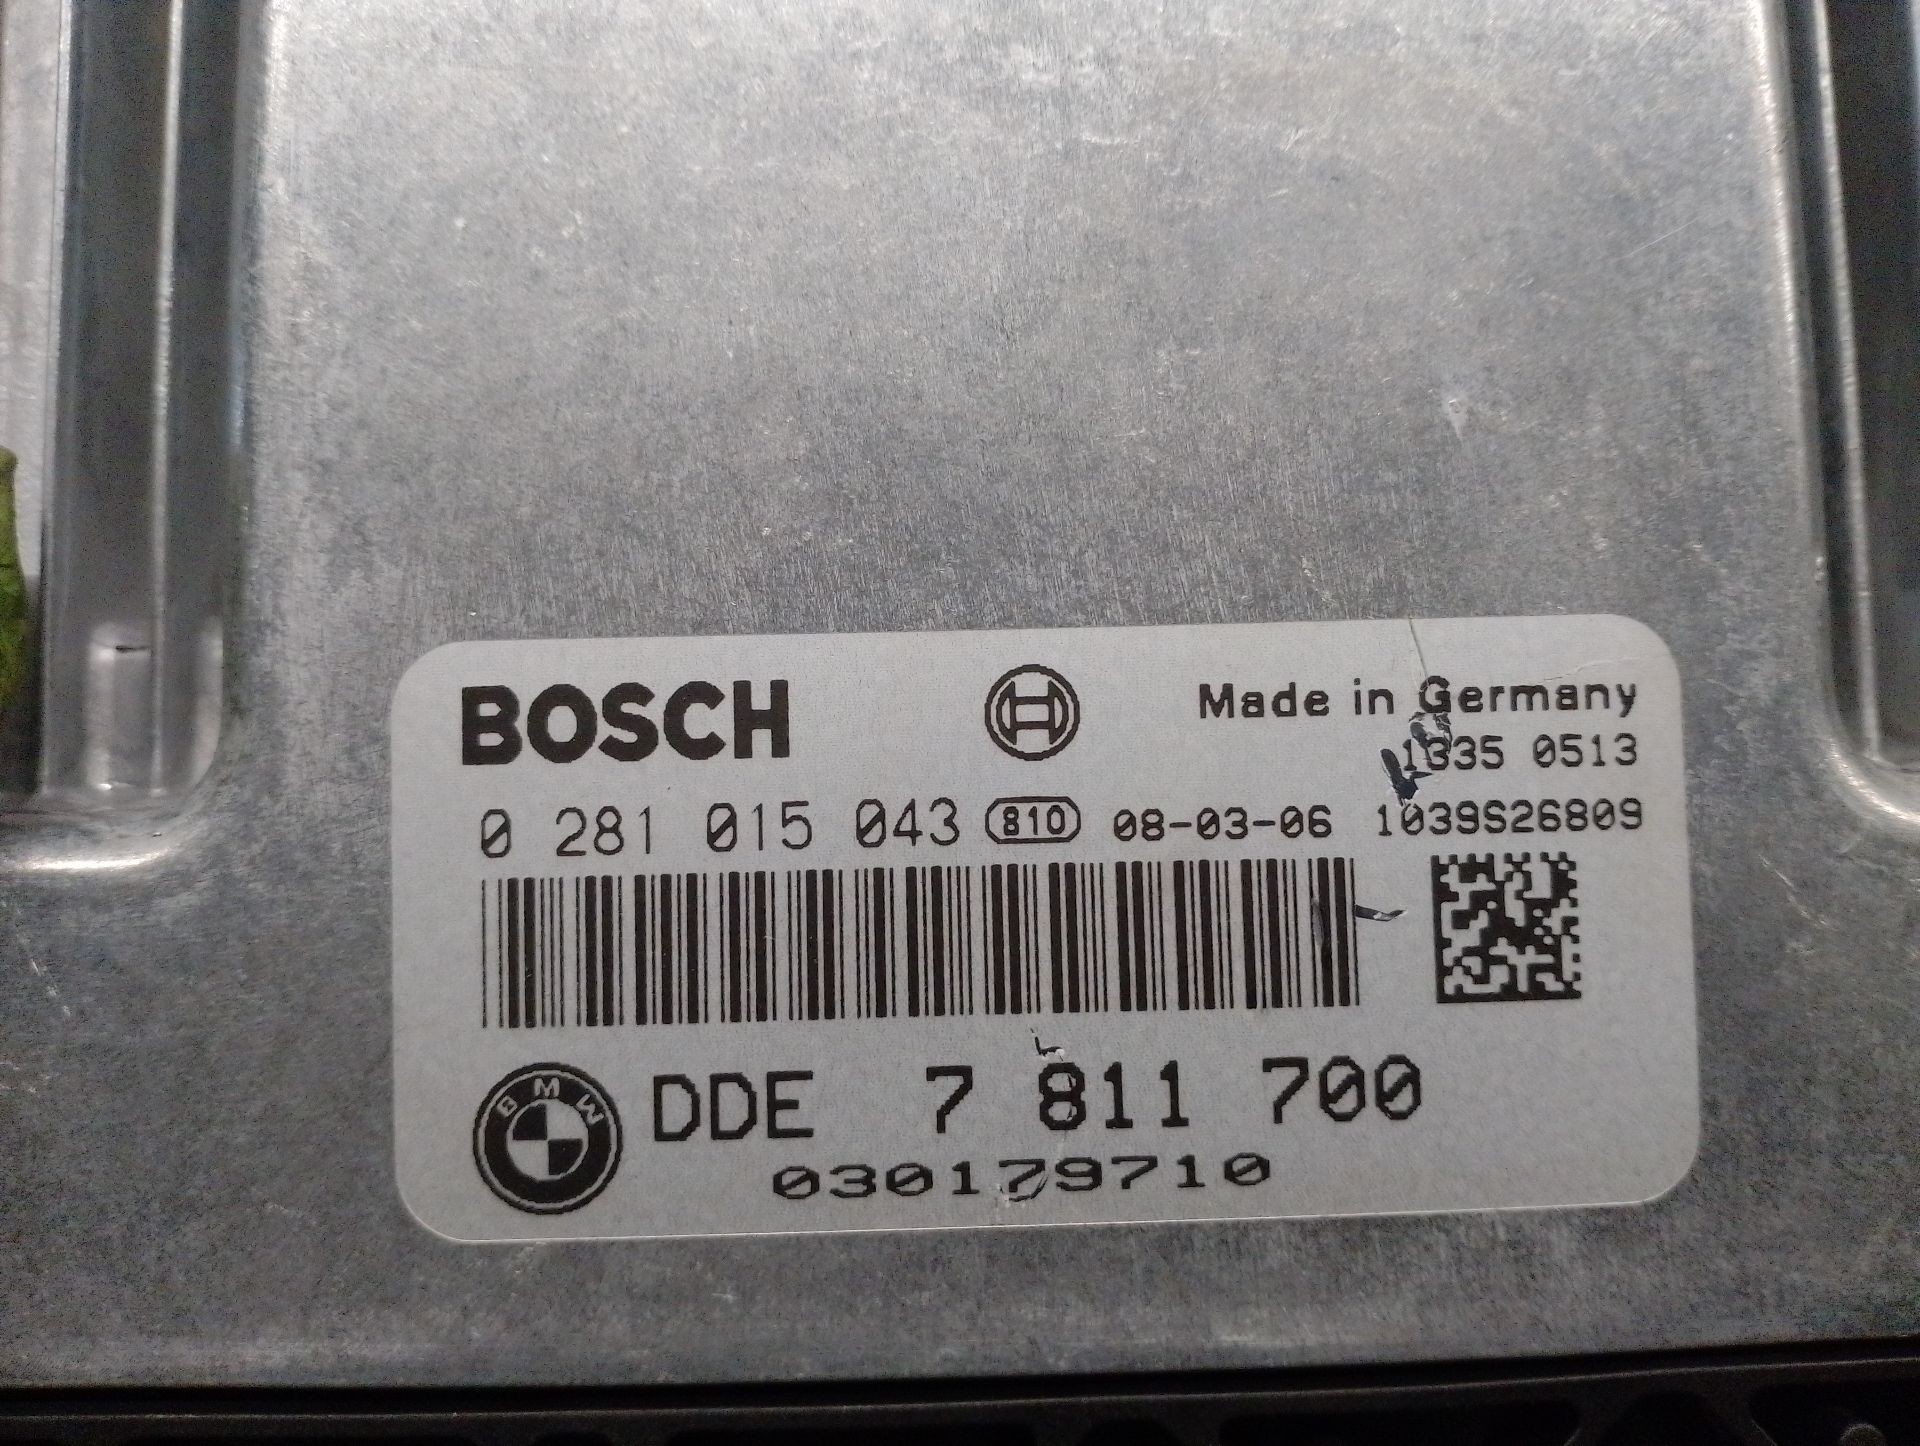 BOSCH
Made in Germany
1335 0513
0 281 015 043 810 08-03-06 1039S26809
BMW
DDE 7 811 700
030179710